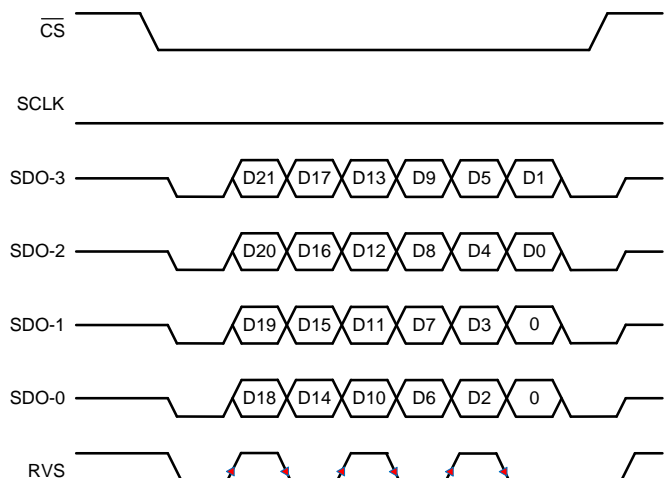 CS
SCLK
SDO-3 D21 D17 D13 D9 D5 D1
SDO-2 D20 D16 D12 D8 D4 D0
SDO-1 D19 D15 D11 D7 D3 0
SDO-0 D18 D14 D10 D6 D2 0
RVS